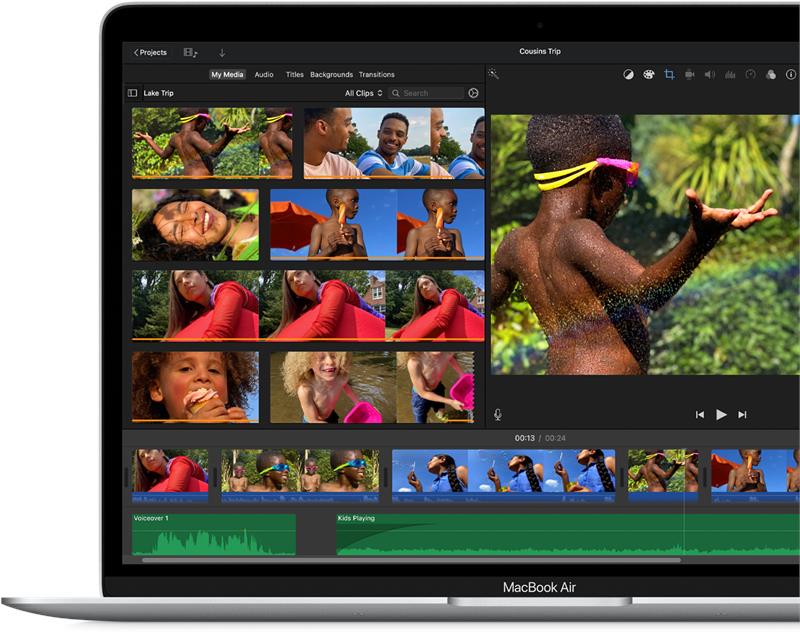 Projects
Cousins Trip
My Media Audio Titles Backgrounds Transitions
Lake Trip All Clips Search
00:13 / 00:24
Voiceover 1
Kids Playing
MacBook Air